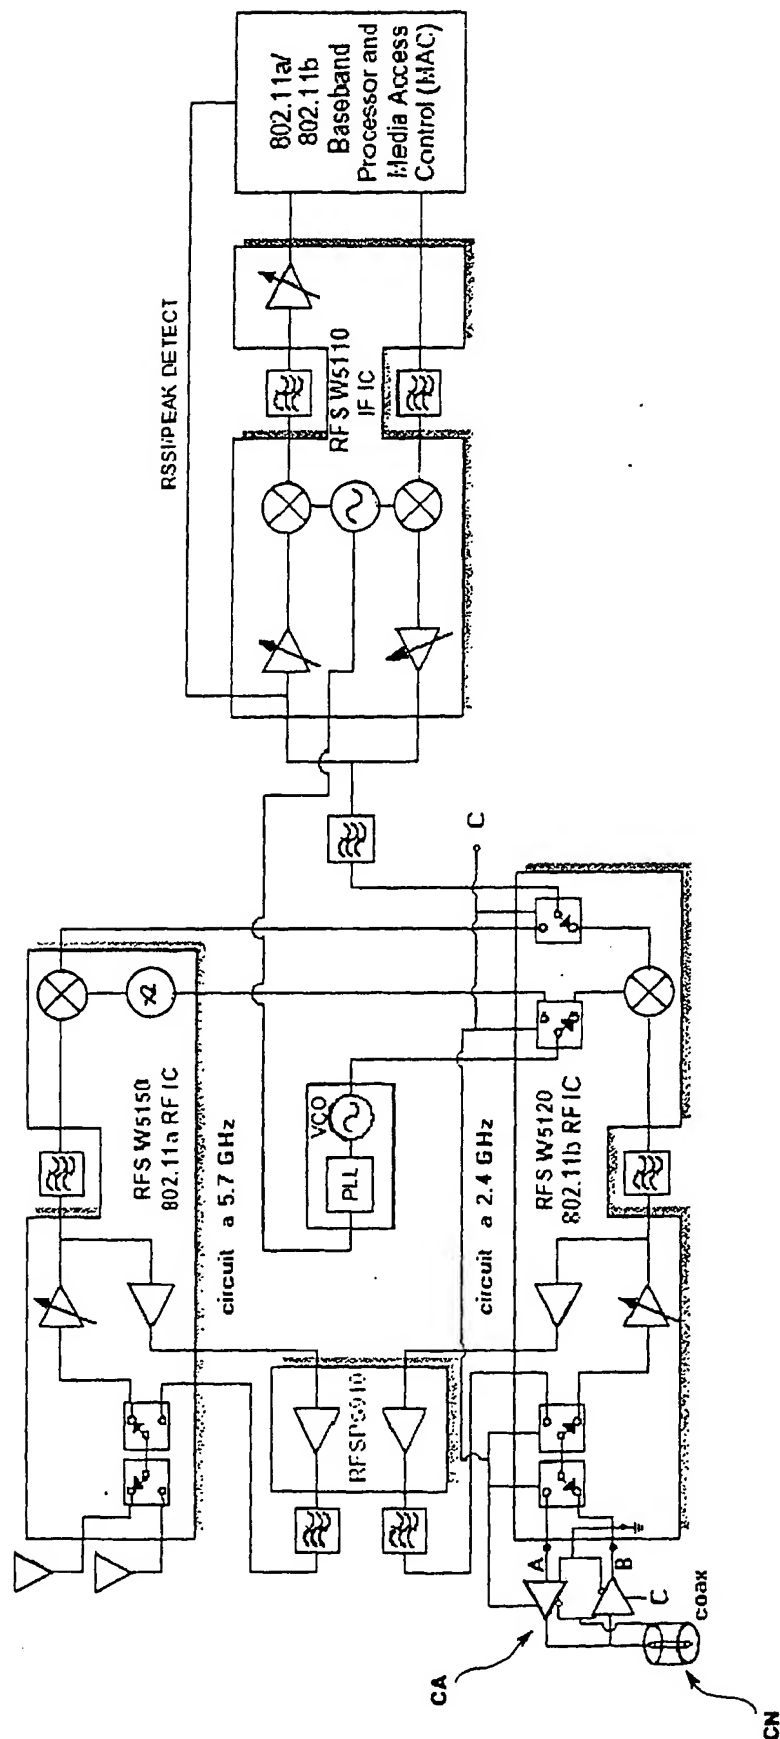 802.11a/
802.11b
Baseband
Processor and
Media Access
Control (MAC)
RSSI/PEAK DETECT
RFS W5110
IF IC
C
RFS W5150
802.11a RF IC
circuit a 5.7 GHz
X2
VCO
PLL
circuit a 2.4 GHz
RFS W5120
802.11b RF IC
A
B
C
coax
CA
CN